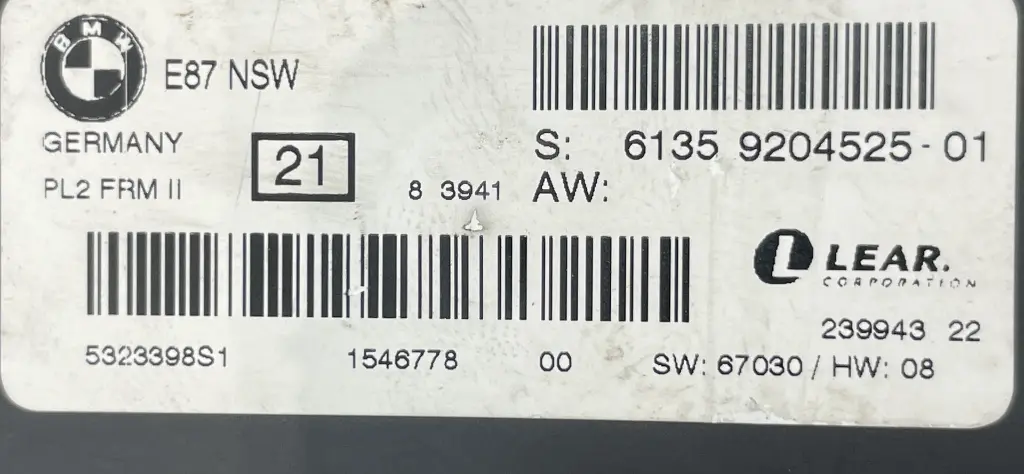 BMW
E87 NSW
GERMANY
PL2 FRM II
21
8 3941
S: 6135 9204525-01
AW:
L LEAR.
CORPORATION
239943 22
5323398S1 1546778 00
SW: 67030 / HW: 08